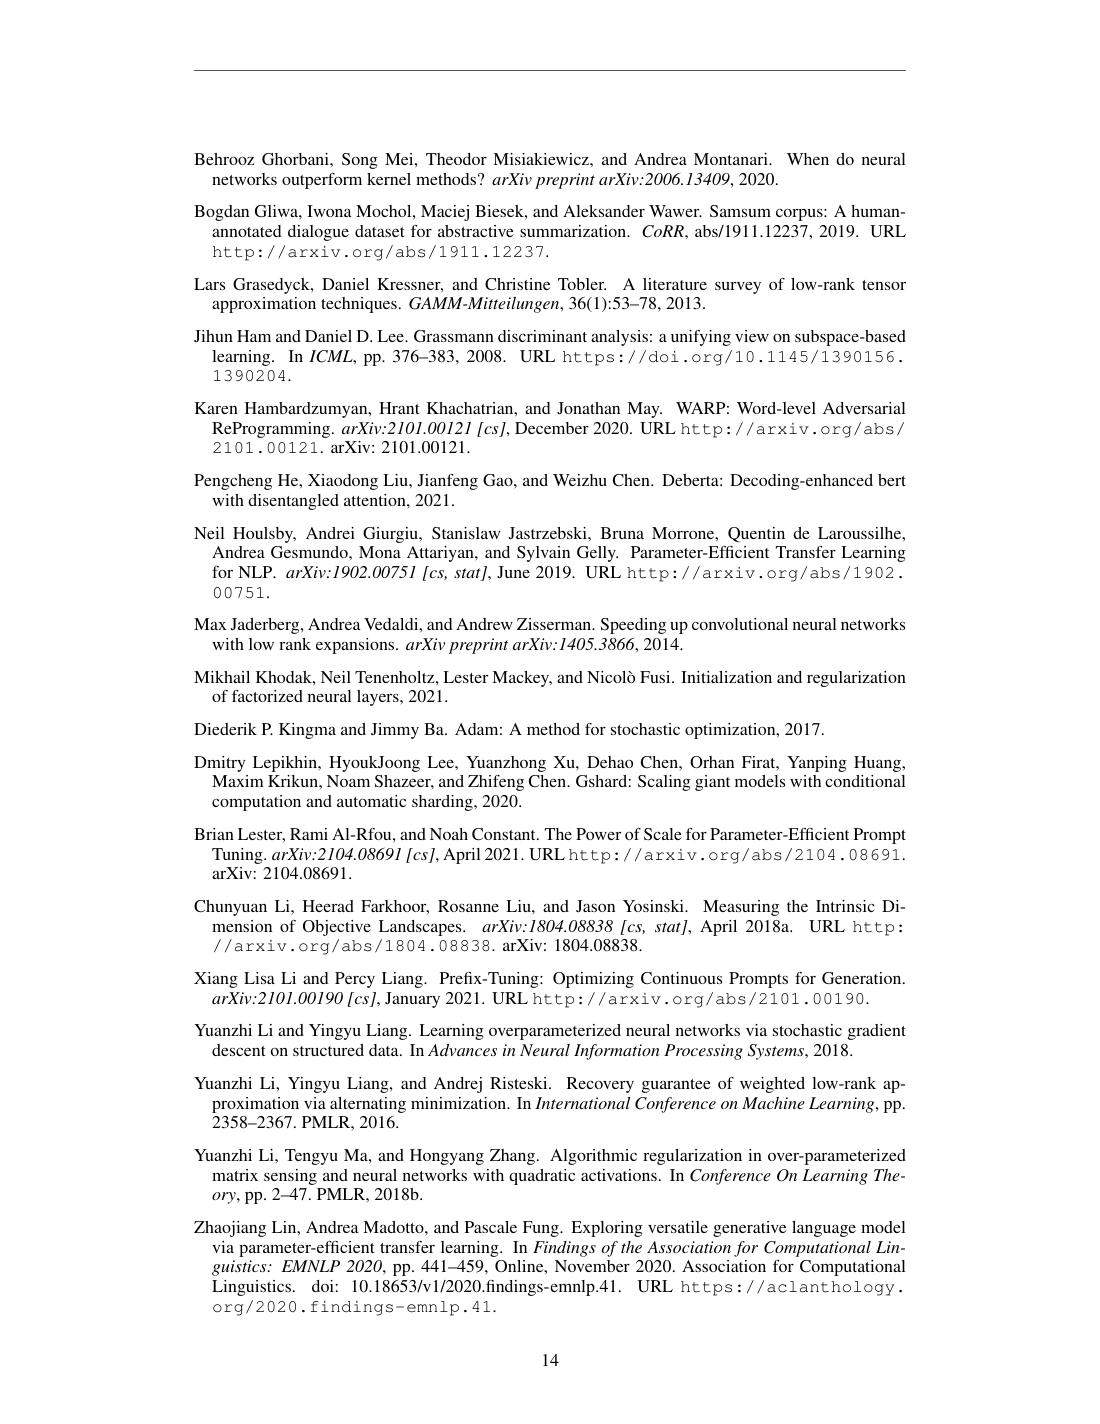 Behrooz Ghorbani, Song Mei, Theodor Misiakiewicz, and Andrea Montanari. When do neural
networks outperform kernel methods? arXiv preprint arXiv:2006.13409, 2020.
Bogdan Gliwa, Iwona Mochol, Maciej Biesek, and Aleksander Wawer. Samsum corpus: A human-
annotated dialogue dataset for abstractive summarization. CoRR, abs/1911.12237, 2019. URL
http://arxiv.org/abs/1911.12237.
Lars Grasedyck, Daniel Kressner, and Christine Tobler. A literature survey of low-rank tensor
approximation techniques. GAMM-Mitteilungen, 36(1):53–78, 2013.
Jihun Ham and Daniel D. Lee. Grassmann discriminant analysis: a unifying view on subspace-based
learning. In ICML, pp. 376–383, 2008. URL https://doi.org/10.1145/1390156.
1390204.
Karen Hambardzumyan, Hrant Khachatrian, and Jonathan May. WARP: Word-level Adversarial
ReProgramming. arXiv:2101.00121 [cs], December 2020. URL http://arxiv.org/abs/
2101.00121. arXiv: 2101.00121.
Pengcheng He, Xiaodong Liu, Jianfeng Gao, and Weizhu Chen. Deberta: Decoding-enhanced bert
with disentangled attention, 2021.
Neil Houlsby, Andrei Giurgiu, Stanislaw Jastrzebski, Bruna Morrone, Quentin de Laroussilhe,
Andrea Gesmundo, Mona Attariyan, and Sylvain Gelly. Parameter-Efficient Transfer Learning
for NLP. arXiv:1902.00751 [cs, stat], June 2019. URL http://arxiv.org/abs/1902.
00751.
Max Jaderberg, Andrea Vedaldi, and Andrew Zisserman. Speeding up convolutional neural networks
with low rank expansions. arXiv preprint arXiv:1405.3866, 2014.
Mikhail Khodak, Neil Tenenholtz, Lester Mackey, and Nicolò Fusi. Initialization and regularization
of factorized neural layers, 2021.
Diederik P. Kingma and Jimmy Ba. Adam: A method for stochastic optimization, 2017.
Dmitry Lepikhin, HyoukJoong Lee, Yuanzhong Xu, Dehao Chen, Orhan Firat, Yanping Huang,
Maxim Krikun, Noam Shazeer, and Zhifeng Chen. Gshard: Scaling giant models with conditional
computation and automatic sharding, 2020.
Brian Lester, Rami Al-Rfou, and Noah Constant. The Power of Scale for Parameter-Efficient Prompt
Tuning. arXiv:2104.08691 [cs], April 2021. URL http://arxiv.org/abs/2104.08691.
arXiv: 2104.08691.
Chunyuan Li, Heerad Farkhoor, Rosanne Liu, and Jason Yosinski. Measuring the Intrinsic Di-
mension of Objective Landscapes. arXiv:1804.08838 [cs, stat], April 2018a. URL http:
//arxiv.org/abs/1804.08838. arXiv: 1804.08838.
Xiang Lisa Li and Percy Liang. Prefix-Tuning: Optimizing Continuous Prompts for Generation.
arXiv:2101.00190 [cs], January 2021. URL http://arxiv.org/abs/2101.00190.
Yuanzhi Li and Yingyu Liang. Learning overparameterized neural networks via stochastic gradient
descent on structured data. In Advances in Neural Information Processing Systems, 2018.
Yuanzhi Li, Yingyu Liang, and Andrej Risteski. Recovery guarantee of weighted low-rank ap-
proximation via alternating minimization. In International Conference on Machine Learning, pp.
2358–2367. PMLR, 2016.
Yuanzhi Li, Tengyu Ma, and Hongyang Zhang. Algorithmic regularization in over-parameterized
matrix sensing and neural networks with quadratic activations. In Conference On Learning The-
ory, pp. 2–47. PMLR, 2018b.
Zhaojiang Lin, Andrea Madotto, and Pascale Fung. Exploring versatile generative language model
via parameter-efficient transfer learning. In Findings of the Association for Computational Lin-
guistics: EMNLP 2020, pp. 441–459, Online, November 2020. Association for Computational
Linguistics. doi: 10.18653/v1/2020.findings-emnlp.41. URL https://aclanthology.
org/2020.findings-emnlp.41.
14